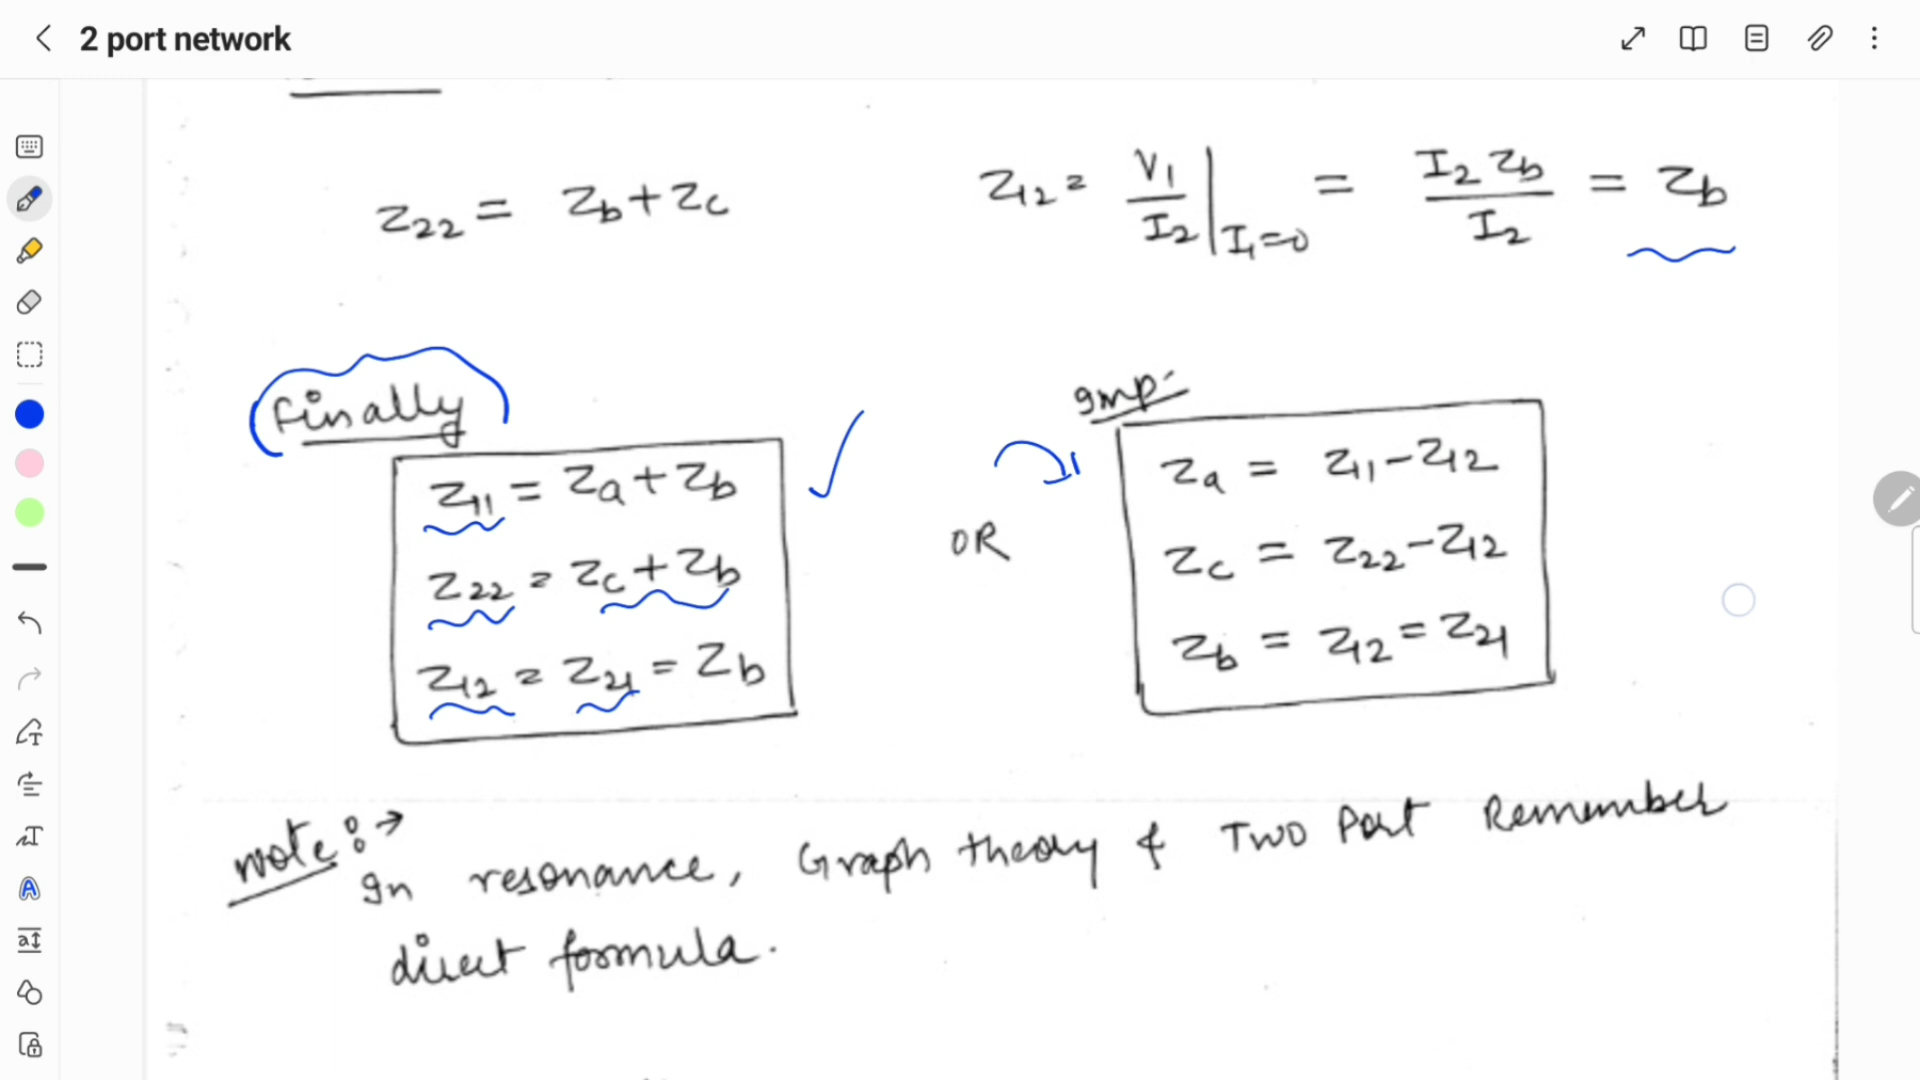 2 port network
Z22 = Zb+Zc
Z12 = V1/I2 | I1=0 = I2 Zb/I2 = Zb
Finally
Z11 = Za+Zb
Z22 = Zc+Zb
Z12 = Z21 = Zb
OR
Imp:
Za = Z11-Z12
Zc = Z22-Z12
Zb = Z12 = Z21
Note:→
In resonance, Graph theory & Two Port Remember
direct formula.